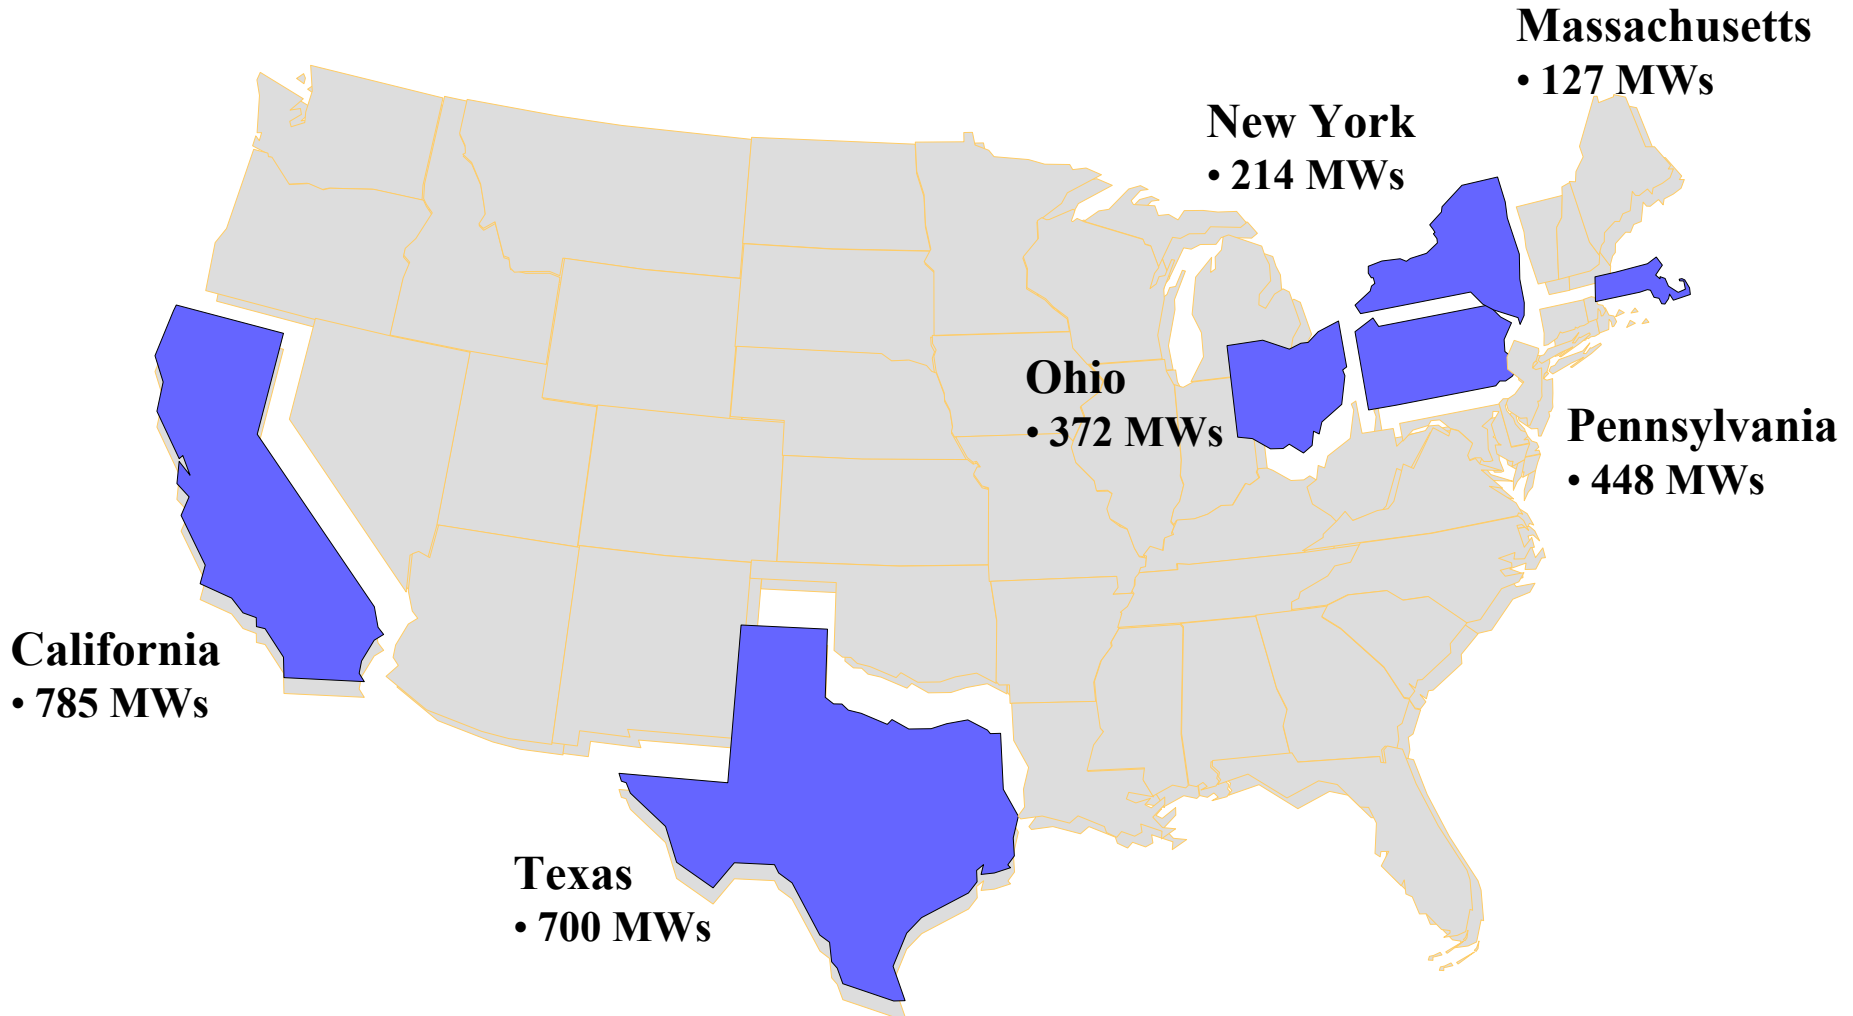 Massachusetts
• 127 MWs
New York
• 214 MWs
Ohio
• 372 MWs
Pennsylvania
• 448 MWs
California
• 785 MWs
Texas
• 700 MWs